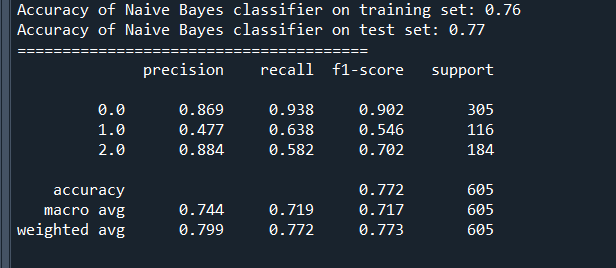 Accuracy of Naive Bayes classifier on training set: 0.76
Accuracy of Naive Bayes classifier on test set: 0.77
========================================
precision recall f1-score support
0.0 0.869 0.938 0.902 305
1.0 0.477 0.638 0.546 116
2.0 0.884 0.582 0.702 184
accuracy 0.772 605
macro avg 0.744 0.719 0.717 605
weighted avg 0.799 0.772 0.773 605